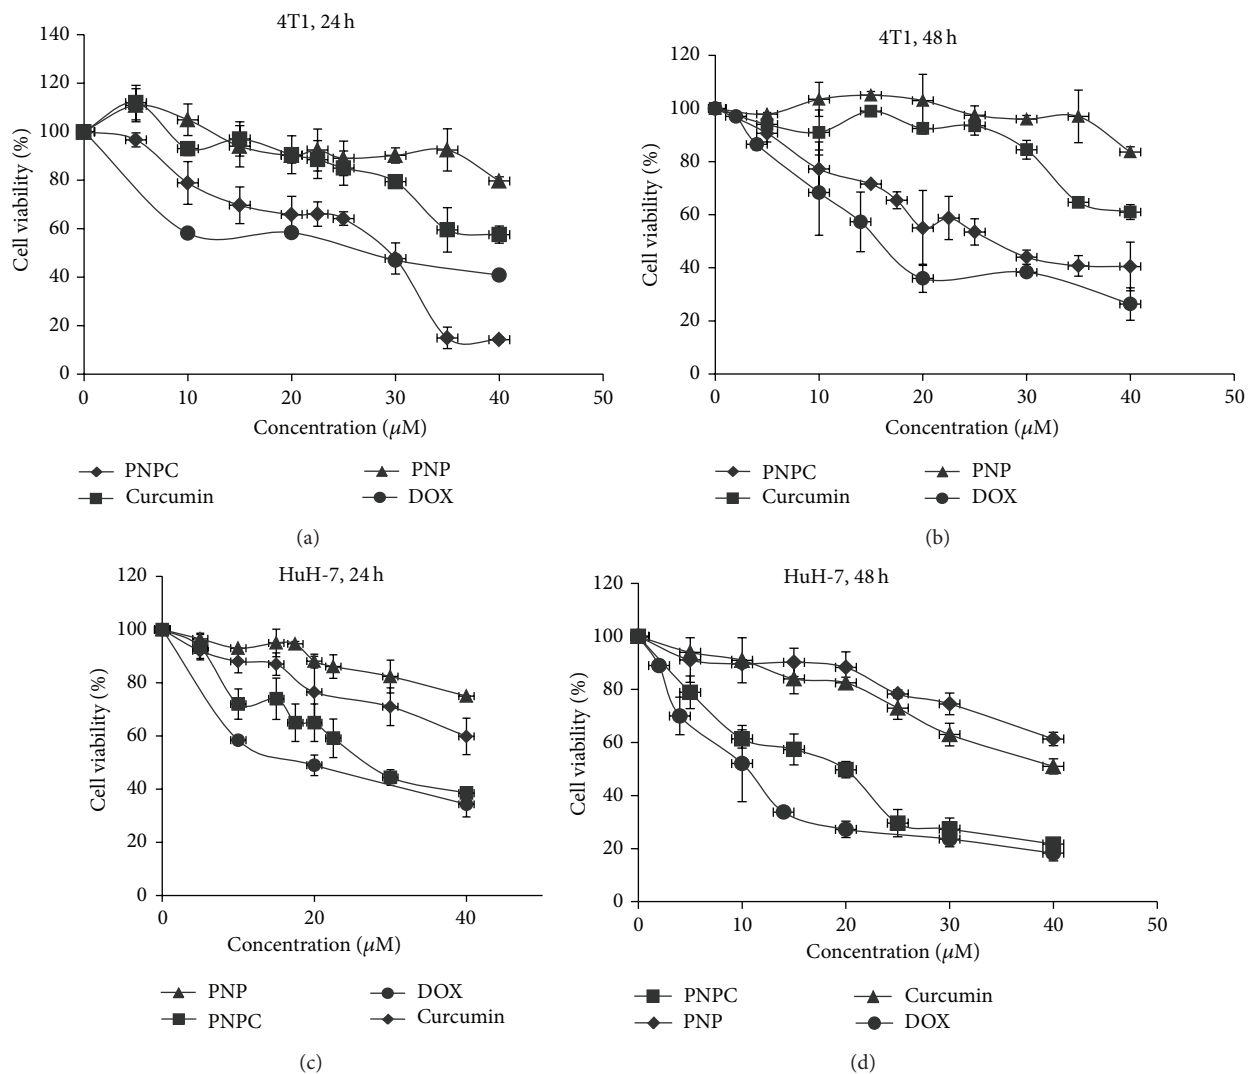 4T1, 24 h
140
120
100
80
60
40
20
0
Cell viability (%)
0 10 20 30 40 50
Concentration (μM)
PNPC PNP
Curcumin DOX
(a)
4T1, 48 h
120
100
80
60
40
20
0
Cell viability (%)
0 10 20 30 40 50
Concentration (μM)
PNPC PNP
Curcumin DOX
(b)
HuH-7, 24 h
120
100
80
60
40
20
0
Cell viability (%)
0 20 40
Concentration (μM)
PNP DOX
PNPC Curcumin
(c)
HuH-7, 48 h
120
100
80
60
40
20
0
Cell viability (%)
0 10 20 30 40 50
Concentration (μM)
PNPC Curcumin
PNP DOX
(d)